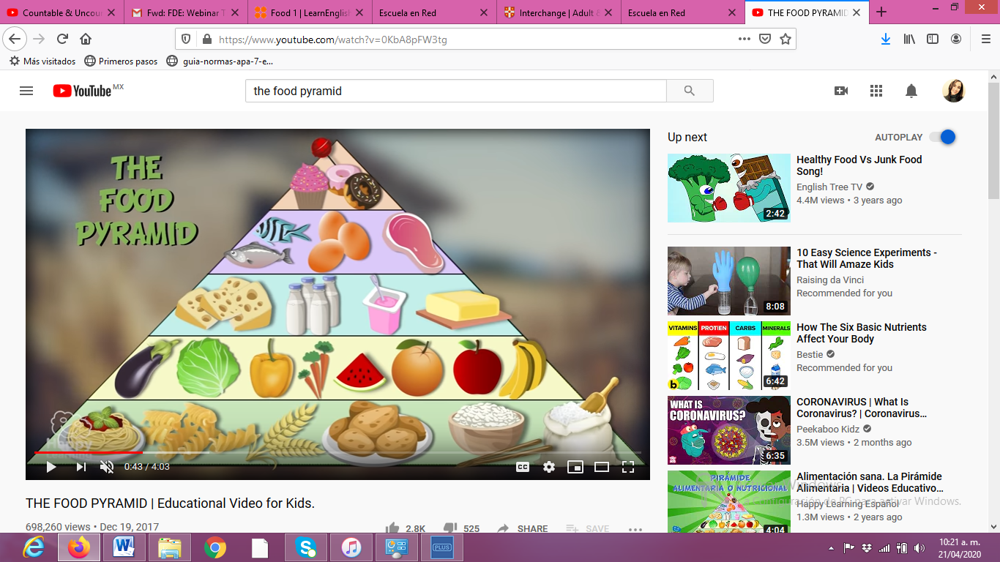 Countable & Uncour
Fwd: FDE: Webinar T
Food 1 | LearnEnglis
Escuela en Red
Interchange | Adult &
Escuela en Red
THE FOOD PYRAMID
https://www.youtube.com/watch?v=0KbA8pFW3tg
Más visitados
Primeros pasos
guia-normas-apa-7-e...
YouTube MX
the food pyramid
THE
FOOD
PYRAMID
Happy
0:43 / 4:03
CC
THE FOOD PYRAMID | Educational Video for Kids.
698,260 views • Dec 19, 2017
2.8K
525
SHARE
SAVE
Up next
AUTOPLAY
2:42
Healthy Food Vs Junk Food
Song!
English Tree TV
4.4M views • 3 years ago
8:08
10 Easy Science Experiments -
That Will Amaze Kids
Raising da Vinci
Recommended for you
VITAMINS
PROTIEN
CARBS
MINERALS
b
6:42
How The Six Basic Nutrients
Affect Your Body
Bestie
Recommended for you
WHAT IS
CORONAVIRUS?
6:35
CORONAVIRUS | What Is
Coronavirus? | Coronavirus...
Peekaboo Kidz
3.5M views • 2 months ago
PIRÁMIDE
ALIMENTARIA O NUTRICIONAL
4:04
Alimentación sana. La Pirámide
Alimentaria | Videos Educativo...
Happy Learning Español
1.3M views • 2 years ago
Windows
Configuración de PC para activar Windows.
PLUS
10:21 a. m.
21/04/2020